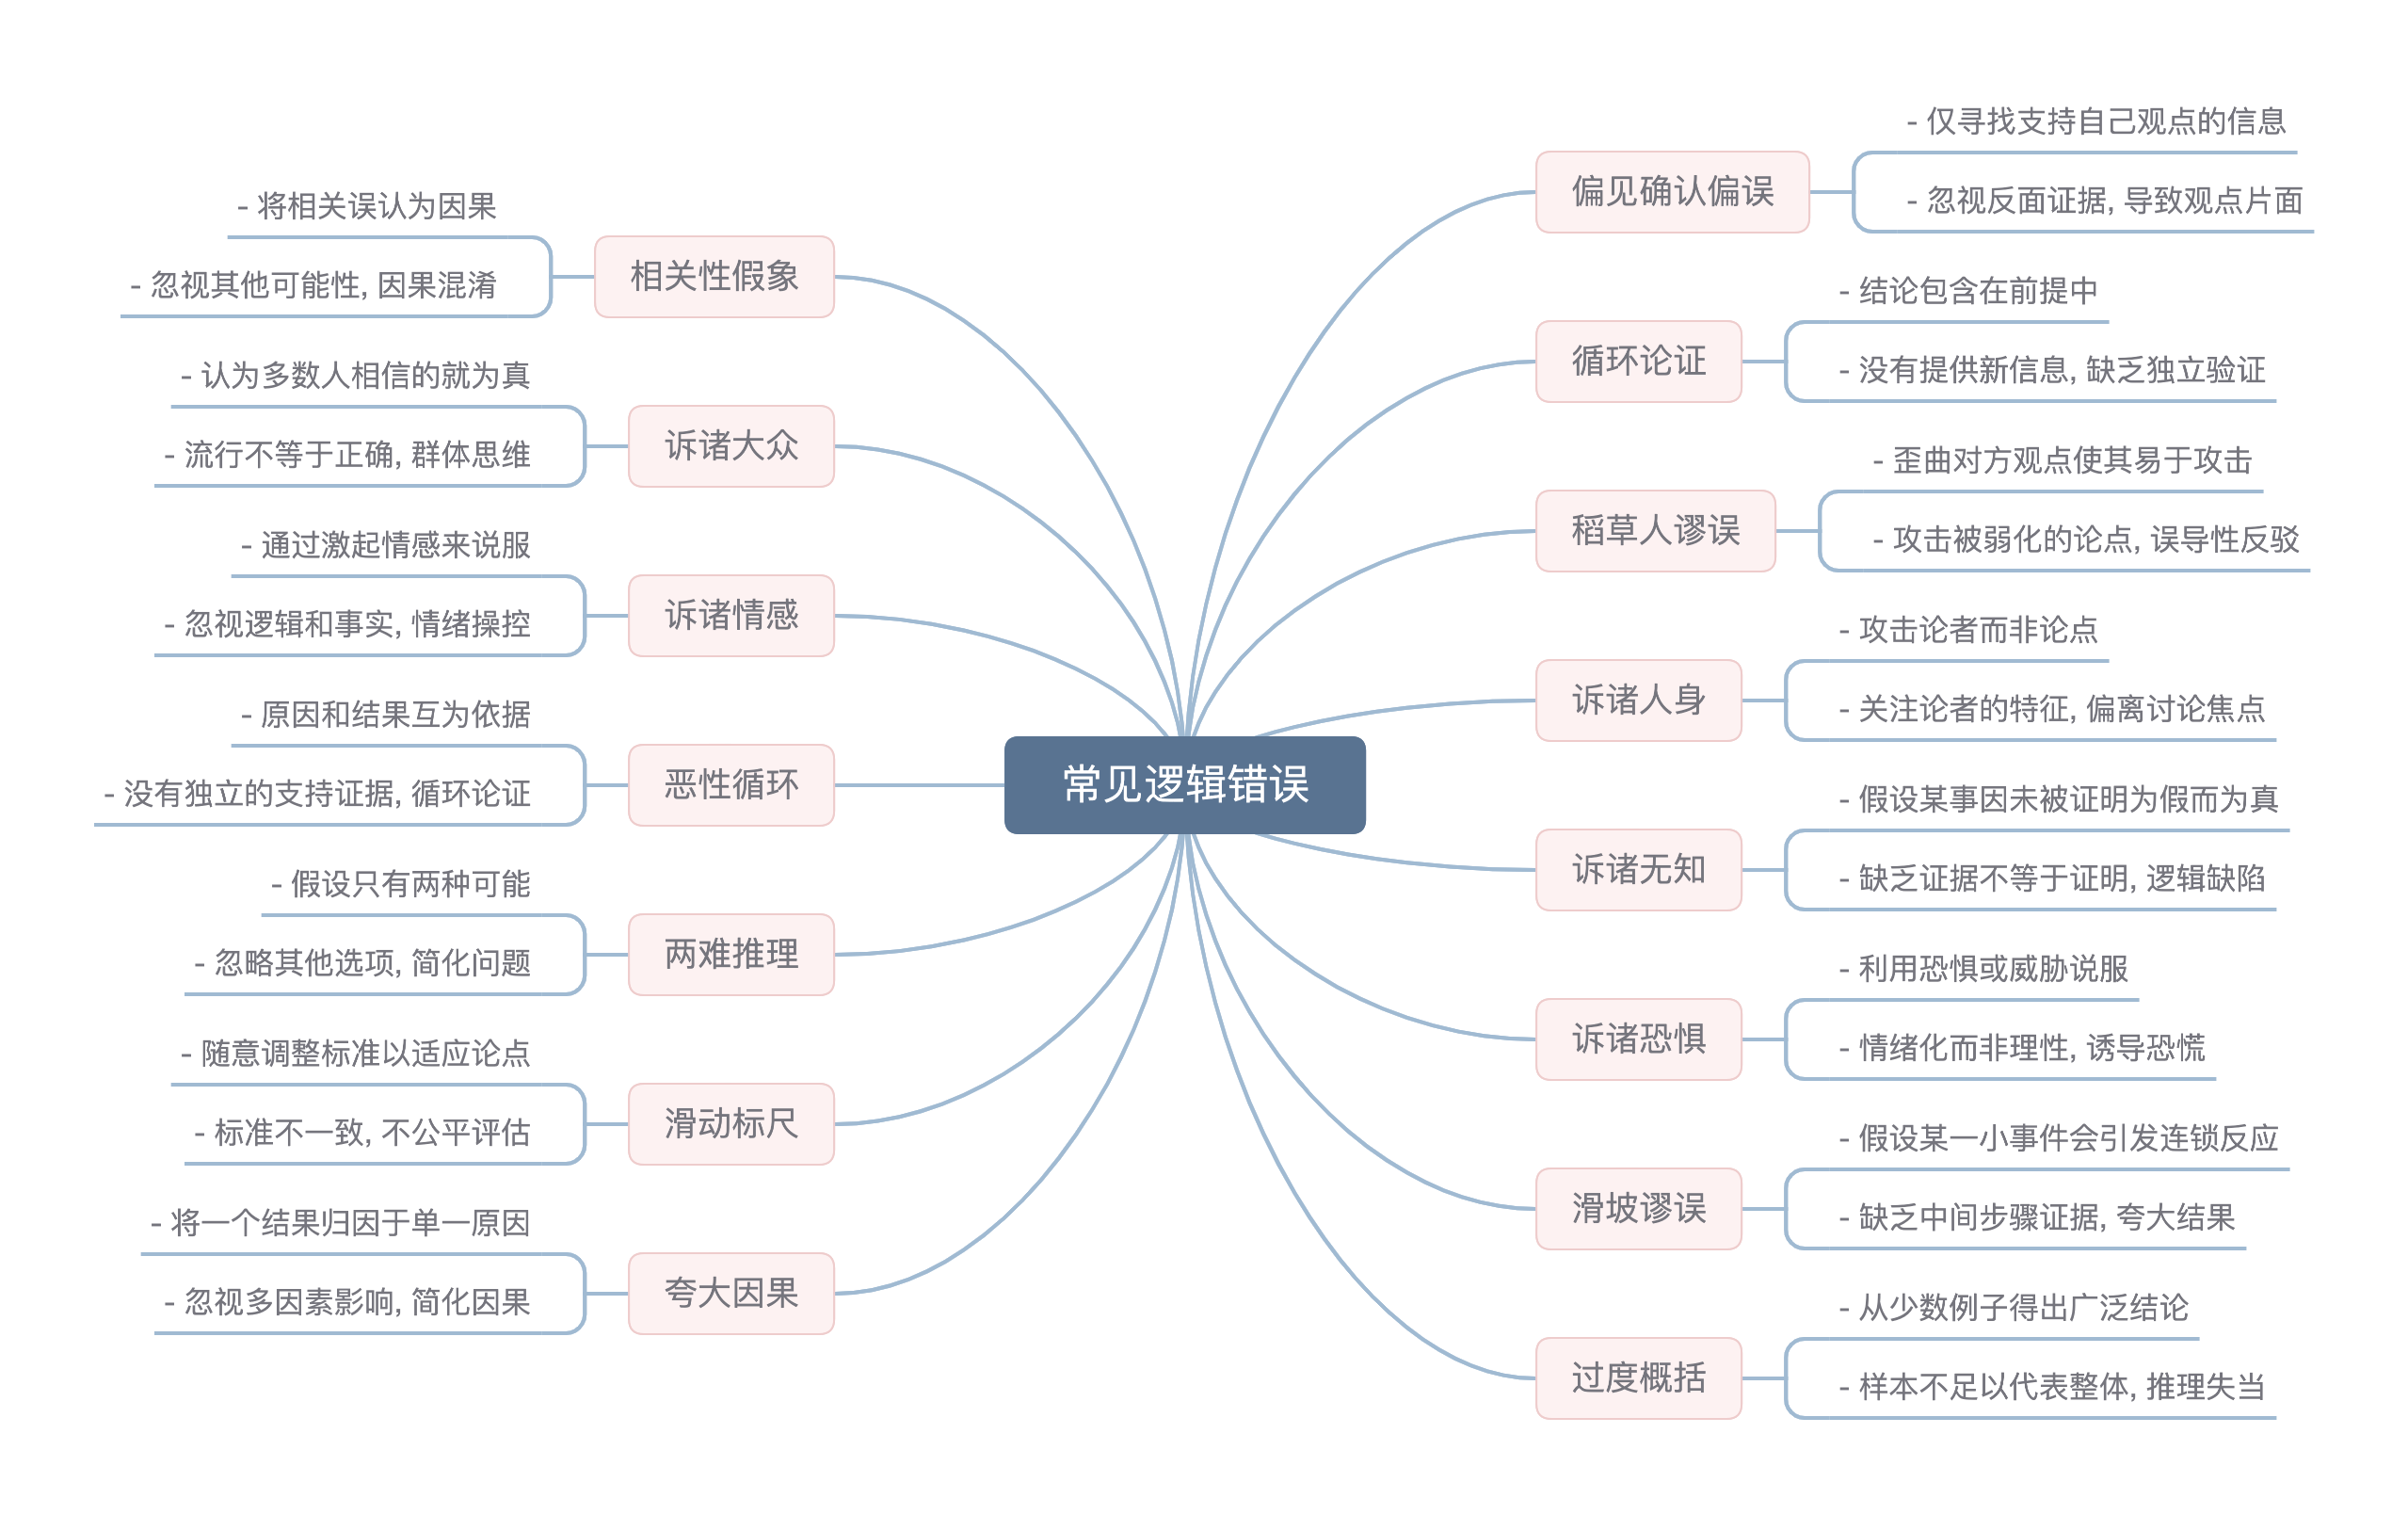 常见逻辑错误
偏见确认偏误
- 仅寻找支持自己观点的信息
- 忽视反面证据, 导致观点片面
循环论证
- 结论包含在前提中
- 没有提供新信息, 缺乏独立验证
稻草人谬误
- 歪曲对方观点使其易于攻击
- 攻击被弱化的论点, 误导性反驳
诉诸人身
- 攻击论者而非论点
- 关注论者的特征, 偏离讨论焦点
诉诸无知
- 假设某事因未被证明为假而为真
- 缺乏证据不等于证明, 逻辑缺陷
诉诸恐惧
- 利用恐惧或威胁说服
- 情绪化而非理性, 诱导恐慌
滑坡谬误
- 假设某一小事件会引发连锁反应
- 缺乏中间步骤证据, 夸大结果
过度概括
- 从少数例子得出广泛结论
- 样本不足以代表整体, 推理失当
相关性假象
- 将相关误认为因果
- 忽视其他可能性, 因果混淆
诉诸大众
- 认为多数人相信的就为真
- 流行不等于正确, 群体思维
诉诸情感
- 通过激起情感来说服
- 忽视逻辑和事实, 情绪操控
恶性循环
- 原因和结果互为依据
- 没有独立的支持证据, 循环论证
两难推理
- 假设只有两种可能
- 忽略其他选项, 简化问题
滑动标尺
- 随意调整标准以适应论点
- 标准不一致, 不公平评估
夸大因果
- 将一个结果归因于单一原因
- 忽视多因素影响, 简化因果